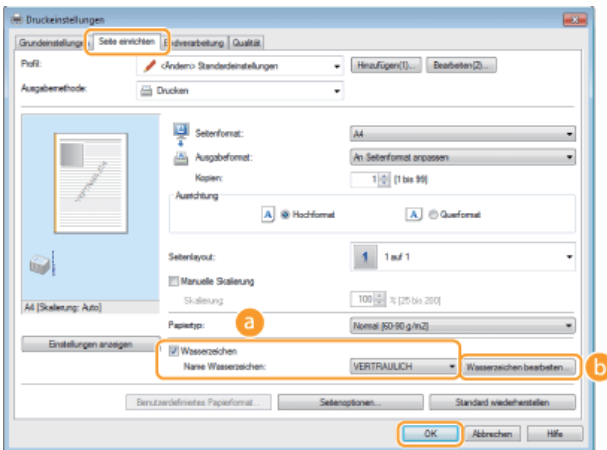 Druckeinstellungen
Grundeinstellungen Seite einrichten Endverarbeitung Qualität
Profil: <Ändern> Standardeinstellungen Hinzufügen(1)... Bearbeiten(2)...
Ausgabemethode: Drucken
VERTRAULICH
Seitenformat: A4
Ausgabeformat: An Seitenformat anpassen
Kopien: 1 [1 bis 99]
Ausrichtung
A Hochformat A Querformat
Seitenlayout: 1 1 auf 1
Manuelle Skalierung
Skalierung: 100 % [25 bis 200]
A4 [Skalierung: Auto]
a
Papiertyp: Normal [60-90 g/m2]
Einstellungen anzeigen
Wasserzeichen
Name Wasserzeichen: VERTRAULICH Wasserzeichen bearbeiten... b
Benutzerdefiniertes Papierformat... Seitenoptionen... Standard wiederherstellen
OK Abbrechen Hilfe